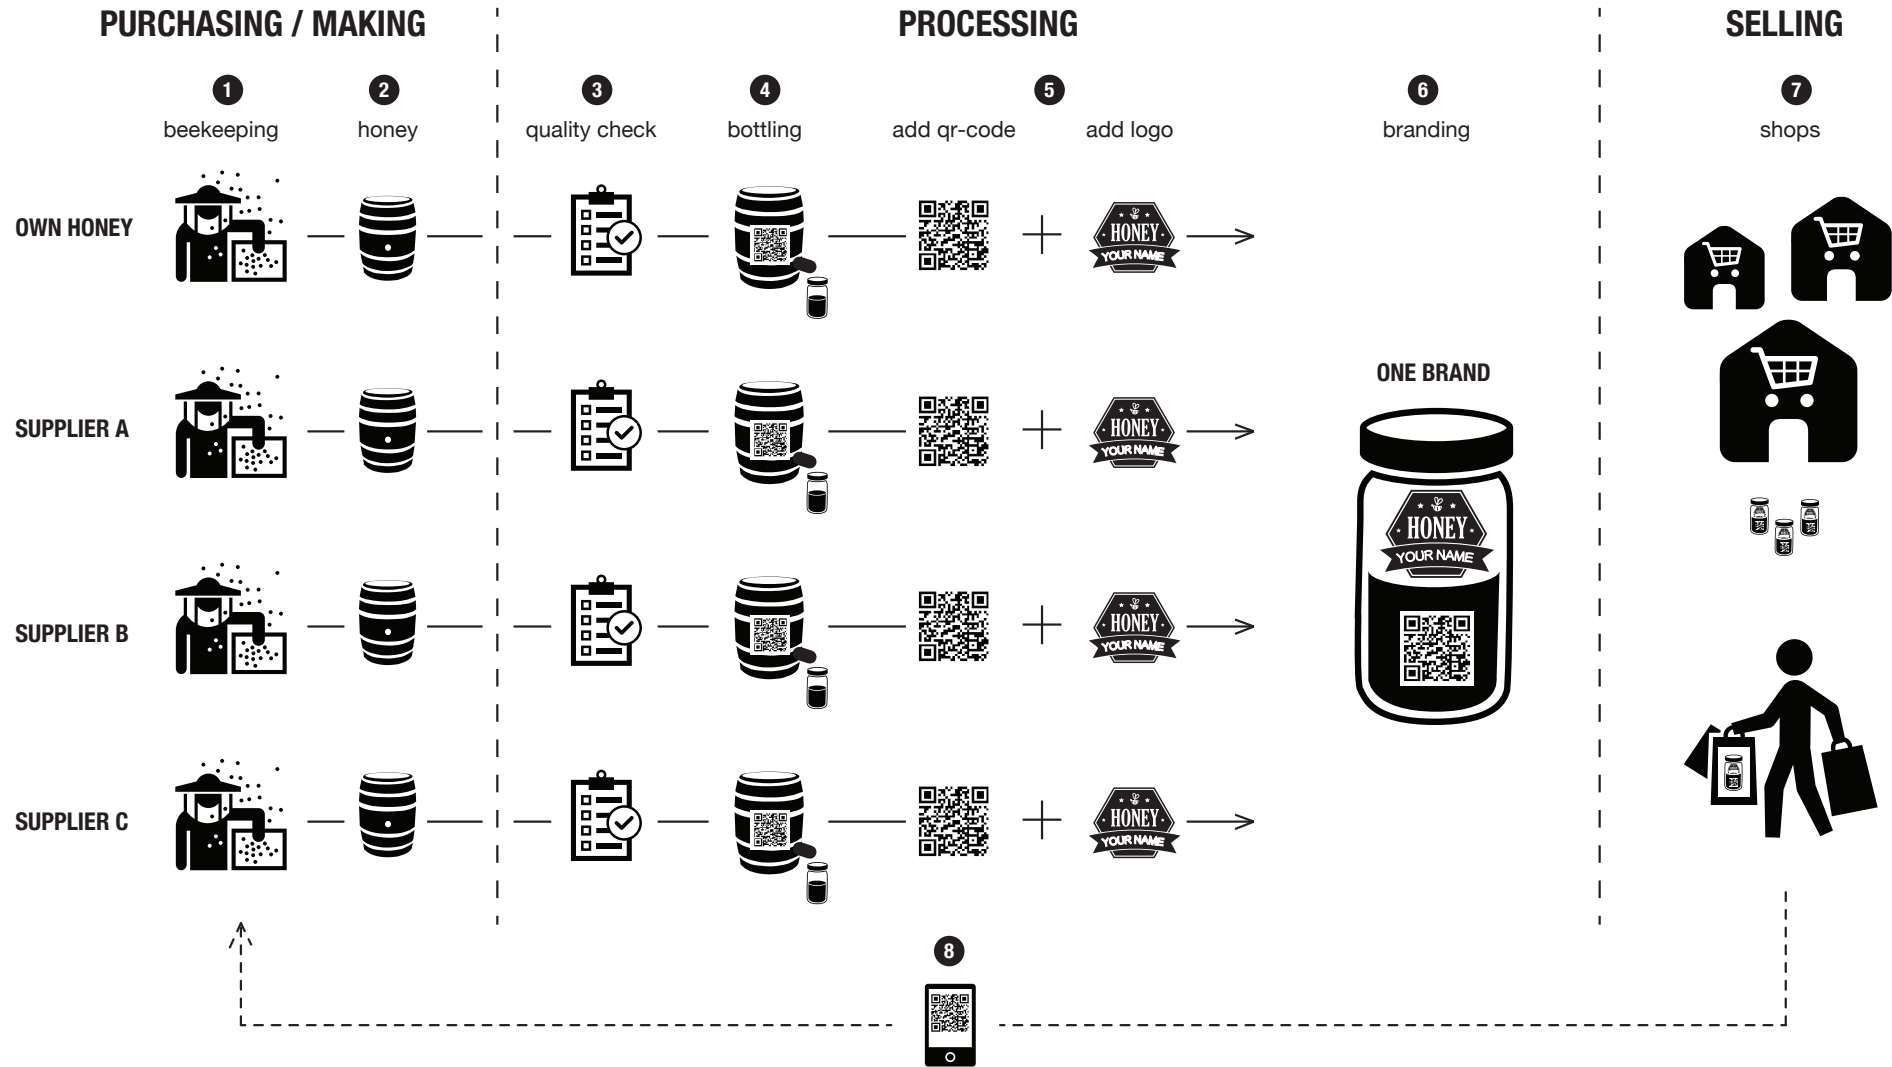 PURCHASING / MAKING
PROCESSING
SELLING
1
2
3
4
5
6
7
beekeeping
honey
quality check
bottling
add qr-code
add logo
branding
shops
OWN HONEY
HONEY
YOUR NAME
SUPPLIER A
HONEY
YOUR NAME
ONE BRAND
HONEY
YOUR NAME
SUPPLIER B
HONEY
YOUR NAME
SUPPLIER C
HONEY
YOUR NAME
8